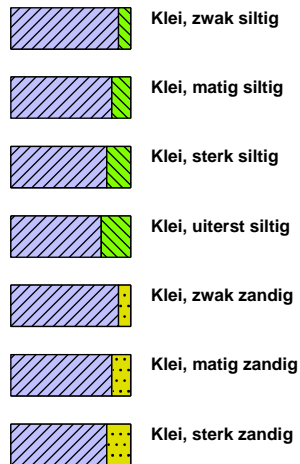 Klei, zwak siltig
Klei, matig siltig
Klei, sterk siltig
Klei, uiterst siltig
Klei, zwak zandig
Klei, matig zandig
Klei, sterk zandig